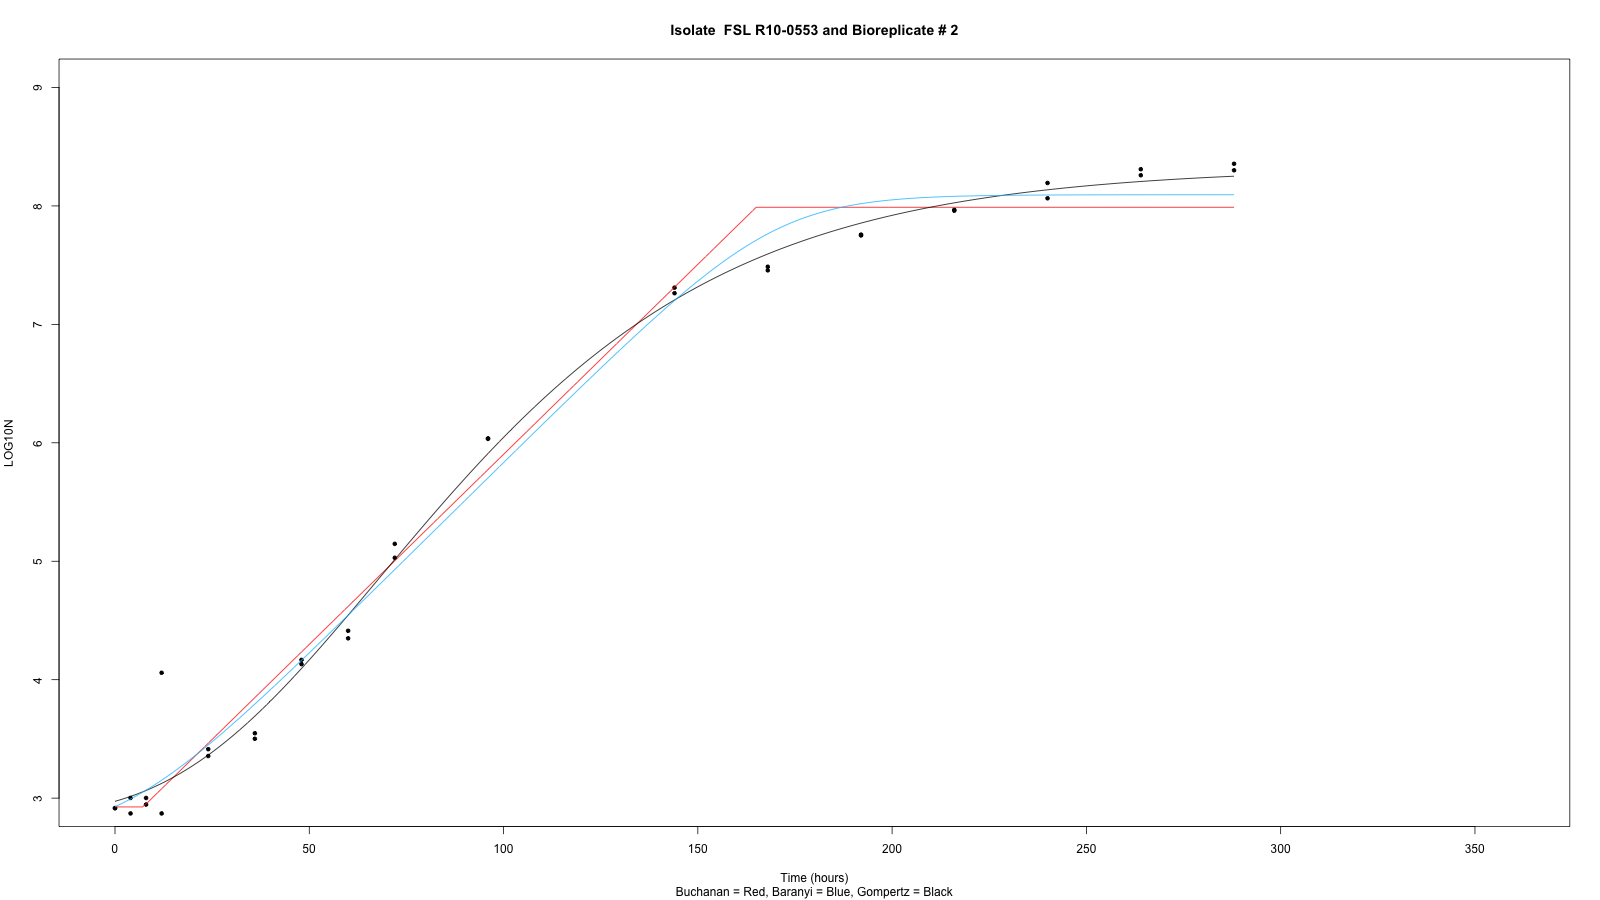 Isolate  FSL R10-0553 and Bioreplicate # 2
9
8
7
6
5
4
3
LOG10N
0 50 100 150 200 250 300 350
Time (hours)
Buchanan = Red, Baranyi = Blue, Gompertz = Black